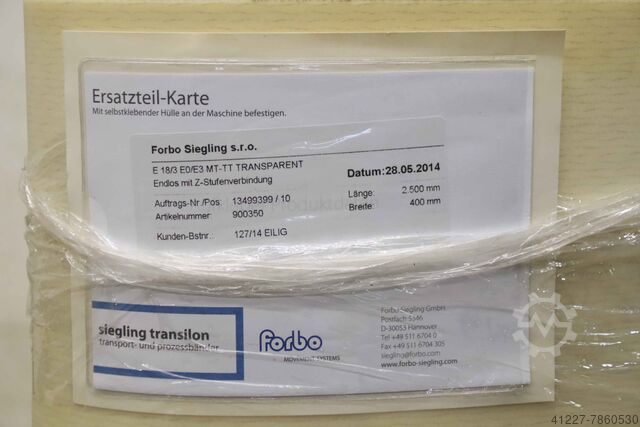 Ersatzteil-Karte
Mit selbstklebender Hülle an der Maschine befestigen.
Forbo Siegling s.r.o.
E 18/3 E0/E3 MT-TT TRANSPARENT
Endlos mit Z-Stufenverbindung
Datum:28.05.2014
Auftrags-Nr./Pos: 13499399 / 10
Länge: 2.500 mm
Artikelnummer: 900350
Breite: 400 mm
Kunden-Bstnr.: 127/14 EILIG
siegling transilon
transport- und prozessbänder
Forbo
MOVEMENT SYSTEMS
Forbo Siegling GmbH
Postfach 5346
D-30053 Hannover
Tel +49 511 6704 0
Fax +49 511 6704 305
siegling@forbo.com
www.forbo-siegling.com
41227-7860530